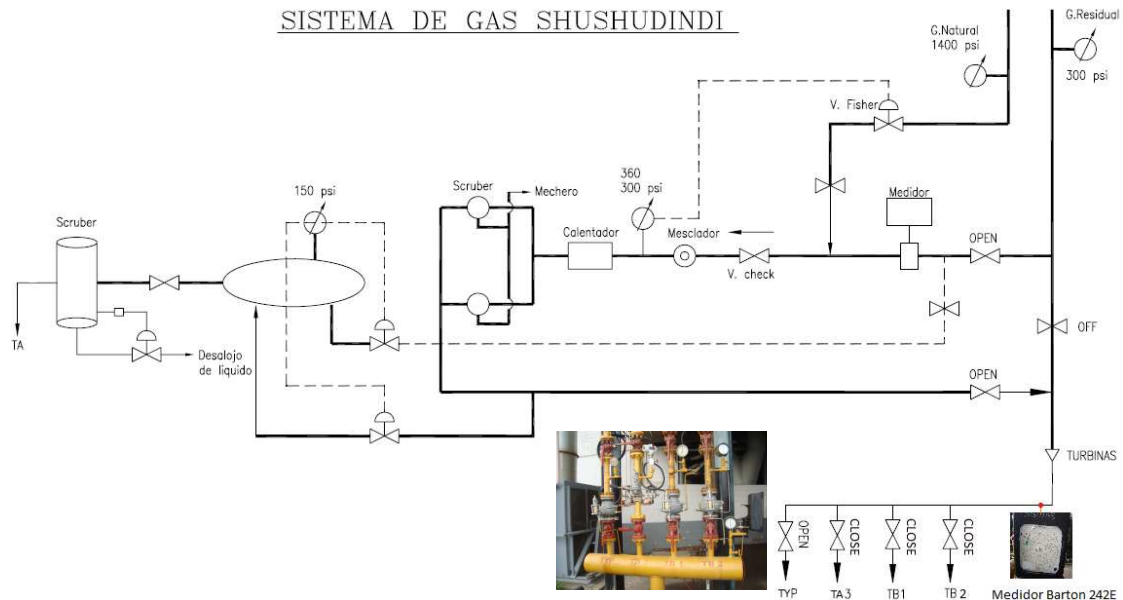 SISTEMA DE GAS SHUSHUDINDI
G.Residual
G.Natural
1400 psi
300 psi
V. Fisher
360
300 psi
150 psi
Scruber
Mechero
Medidor
Scruber
Calentador
Mesclador
OPEN
V. check
OFF
TA
Desalojo
de liquido
OPEN
TURBINAS
OPEN
CLOSE
CLOSE
CLOSE
TYP
TA3
TB1
TB2
Medidor Barton 242E